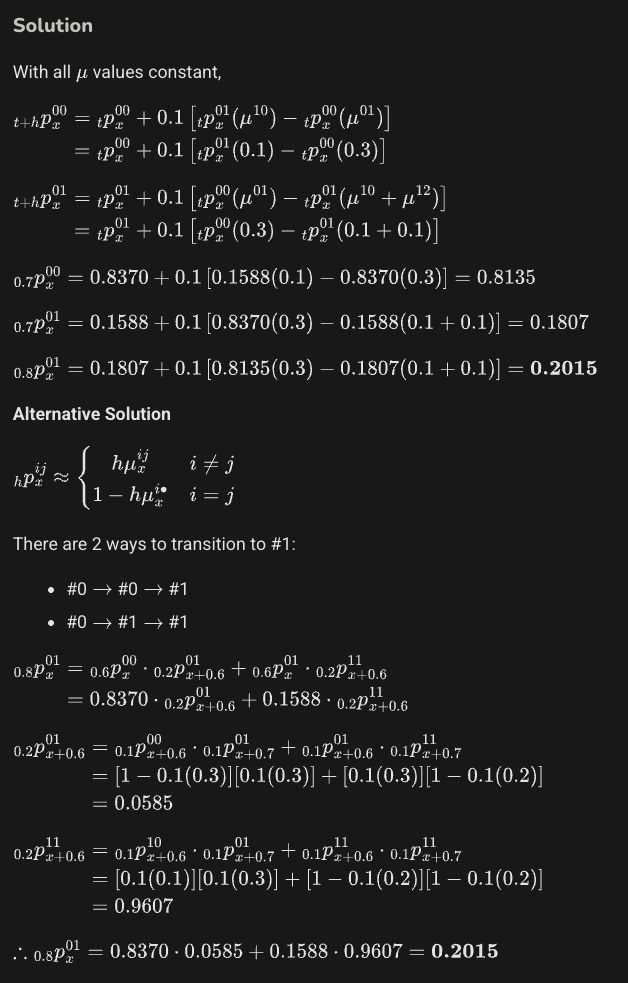 Solution
With all μ values constant,
${}_{t+h}p_x^{00} = {}_tp_x^{00} + 0.1\left[{}_tp_x^{01}(\mu^{10}) - {}_tp_x^{00}(\mu^{01})\right]$
$= {}_tp_x^{00} + 0.1\left[{}_tp_x^{01}(0.1) - {}_tp_x^{00}(0.3)\right]$
${}_{t+h}p_x^{01} = {}_tp_x^{01} + 0.1\left[{}_tp_x^{00}(\mu^{01}) - {}_tp_x^{01}(\mu^{10} + \mu^{12})\right]$
$= {}_tp_x^{01} + 0.1\left[{}_tp_x^{00}(0.3) - {}_tp_x^{01}(0.1 + 0.1)\right]$
${}_{0.7}p_x^{00} = 0.8370 + 0.1\left[0.1588(0.1) - 0.8370(0.3)\right] = 0.8135$
${}_{0.7}p_x^{01} = 0.1588 + 0.1\left[0.8370(0.3) - 0.1588(0.1 + 0.1)\right] = 0.1807$
${}_{0.8}p_x^{01} = 0.1807 + 0.1\left[0.8135(0.3) - 0.1807(0.1 + 0.1)\right] = \mathbf{0.2015}$
Alternative Solution
${}_hp_x^{ij} \approx \begin{cases} h\mu_x^{ij} & i \neq j \\ 1 - h\mu_x^{i\bullet} & i = j \end{cases}$
There are 2 ways to transition to #1:
• #0 → #0 → #1
• #0 → #1 → #1
${}_{0.8}p_x^{01} = {}_{0.6}p_x^{00} \cdot {}_{0.2}p_{x+0.6}^{01} + {}_{0.6}p_x^{01} \cdot {}_{0.2}p_{x+0.6}^{11}$
$= 0.8370 \cdot {}_{0.2}p_{x+0.6}^{01} + 0.1588 \cdot {}_{0.2}p_{x+0.6}^{11}$
${}_{0.2}p_{x+0.6}^{01} = {}_{0.1}p_{x+0.6}^{00} \cdot {}_{0.1}p_{x+0.7}^{01} + {}_{0.1}p_{x+0.6}^{01} \cdot {}_{0.1}p_{x+0.7}^{11}$
$= [1 - 0.1(0.3)][0.1(0.3)] + [0.1(0.3)][1 - 0.1(0.2)]$
$= 0.0585$
${}_{0.2}p_{x+0.6}^{11} = {}_{0.1}p_{x+0.6}^{10} \cdot {}_{0.1}p_{x+0.7}^{01} + {}_{0.1}p_{x+0.6}^{11} \cdot {}_{0.1}p_{x+0.7}^{11}$
$= [0.1(0.1)][0.1(0.3)] + [1 - 0.1(0.2)][1 - 0.1(0.2)]$
$= 0.9607$
$\therefore {}_{0.8}p_x^{01} = 0.8370 \cdot 0.0585 + 0.1588 \cdot 0.9607 = \mathbf{0.2015}$